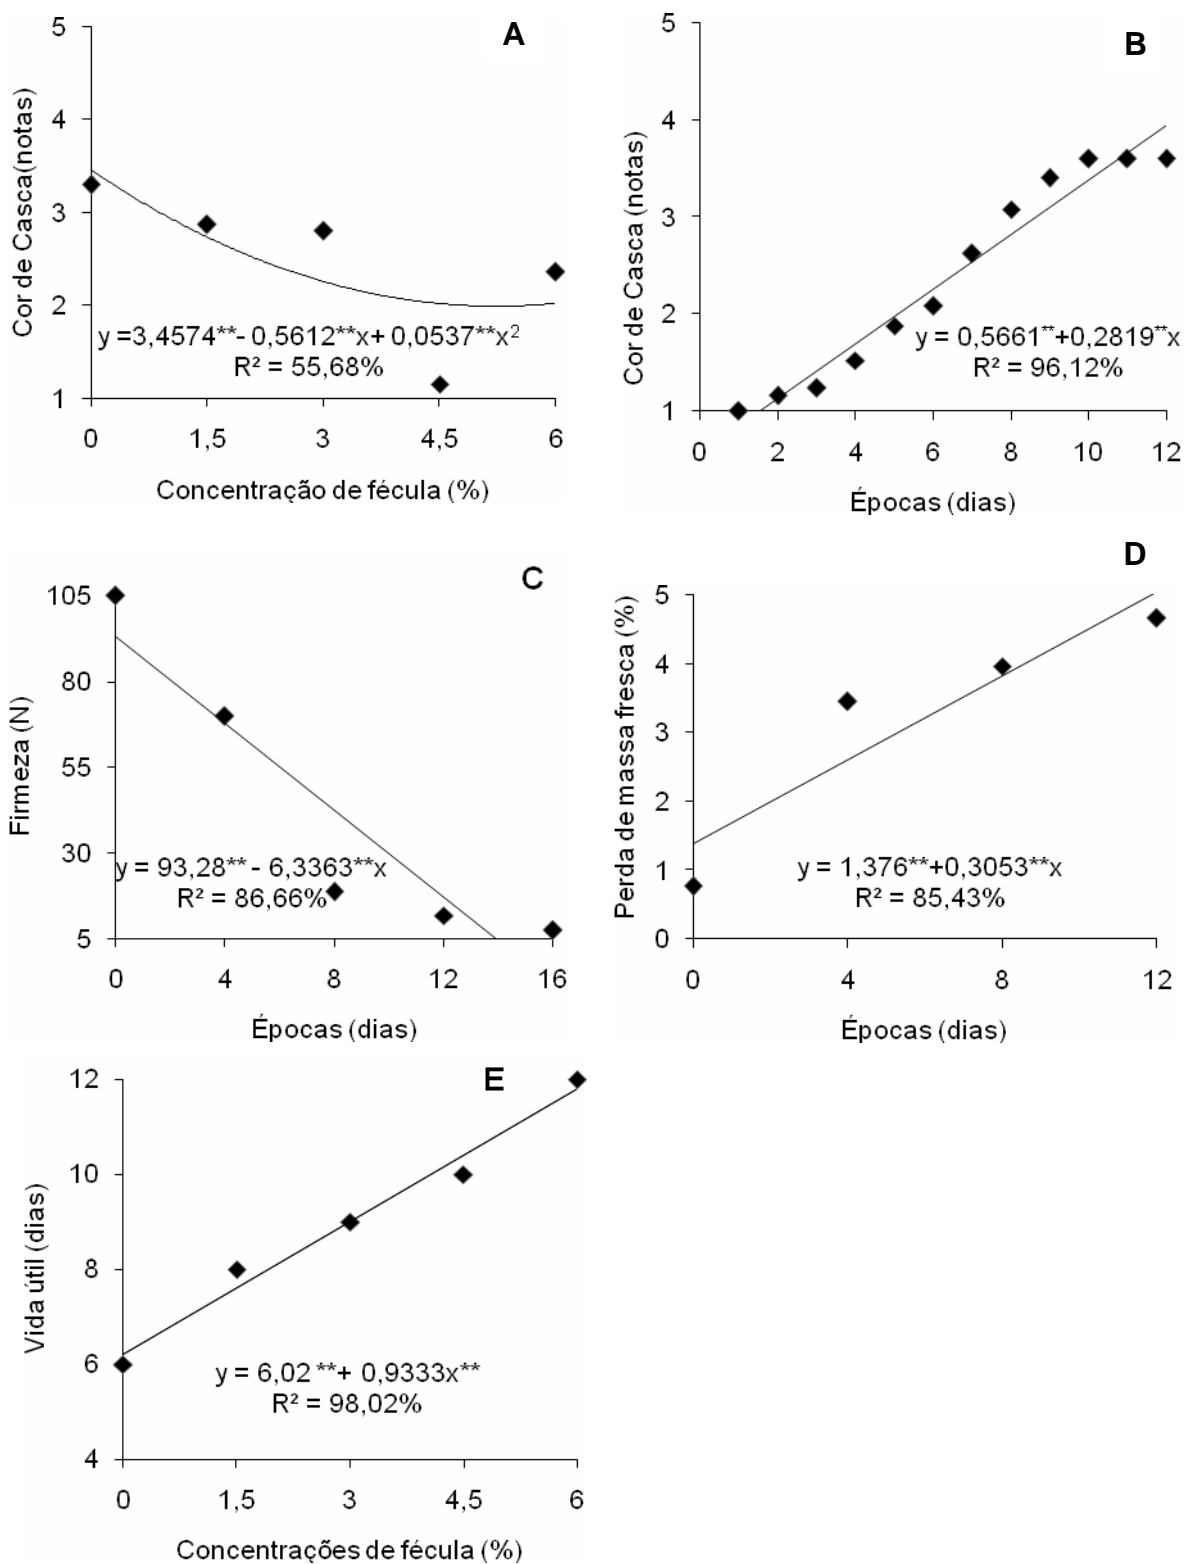 A
5
4
3
2
1
Cor de Casca(notas)
y =3,4574**- 0,5612**x+ 0,0537**x²
R² = 55,68%
0 1,5 3 4,5 6
Concentração de fécula (%)
B
5
4
3
2
1
Cor de Casca (notas)
y = 0,5661**+0,2819**x
R² = 96,12%
0 2 4 6 8 10 12
Épocas (dias)
C
105
80
55
30
5
Firmeza (N)
y = 93,28** - 6,3363**x
R² = 86,66%
0 4 8 12 16
Épocas (dias)
D
5
4
3
2
1
0
Perda de massa fresca (%)
y = 1,376**+0,3053**x
R² = 85,43%
0 4 8 12
Épocas (dias)
E
12
10
8
6
4
Vida útil (dias)
y = 6,02 **+ 0,9333x**
R² = 98,02%
0 1,5 3 4,5 6
Concentrações de fécula (%)